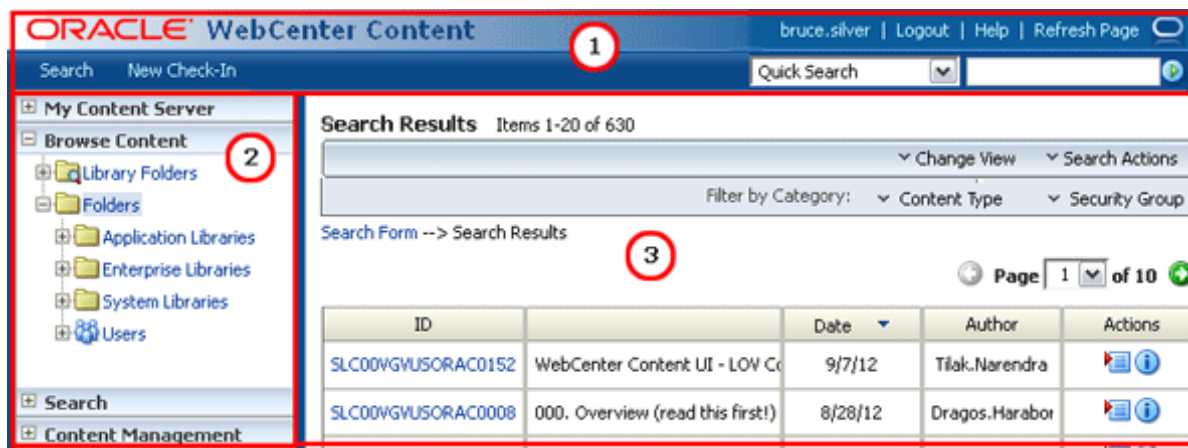 ORACLE WebCenter Content
bruce.silver | Logout | Help | Refresh Page
1
Search New Check-In
Quick Search
My Content Server
Browse Content
2
Library Folders
Folders
Application Libraries
Enterprise Libraries
System Libraries
Users
Search
Content Management
Search Results Items 1-20 of 630
Change View Search Actions
Filter by Category: Content Type Security Group
Search Form --> Search Results
3
Page 1 of 10
ID Date Author Actions
SLC00VGVUSORAC0152 WebCenter Content UI - LOV Co 9/7/12 Tilak.Narendra
SLC00VGVUSORAC0008 000. Overview (read this first!) 8/28/12 Dragos.Harabor